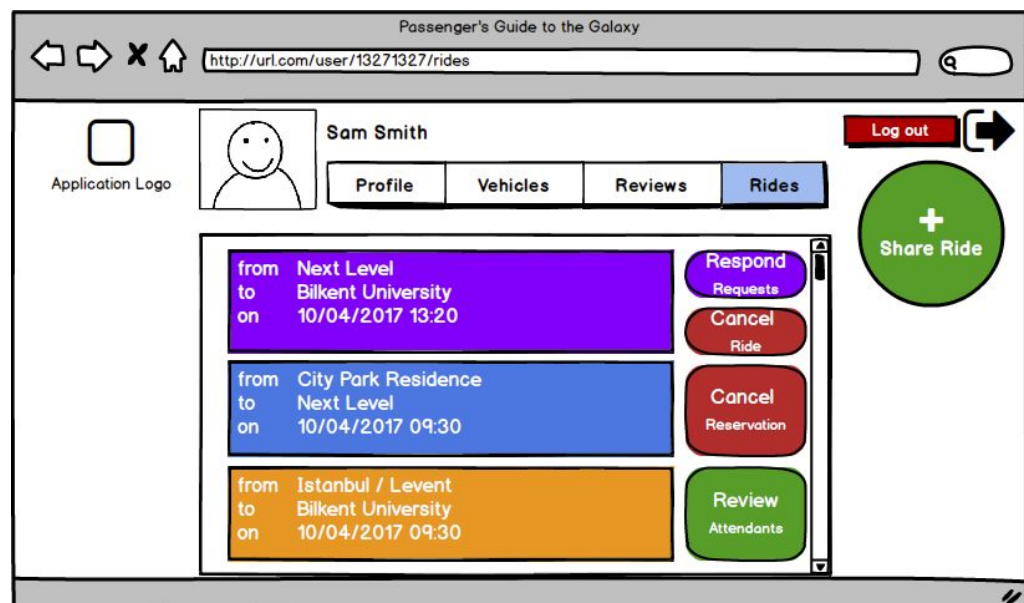 Passenger's Guide to the Galaxy
http://url.com/user/13271327/rides
Application Logo
Sam Smith
Log out
Profile Vehicles Reviews Rides
+
Share Ride
from Next Level
to Bilkent University
on 10/04/2017 13:20
Respond
Requests
Cancel
Ride
from City Park Residence
to Next Level
on 10/04/2017 09:30
Cancel
Reservation
from Istanbul / Levent
to Bilkent University
on 10/04/2017 09:30
Review
Attendants